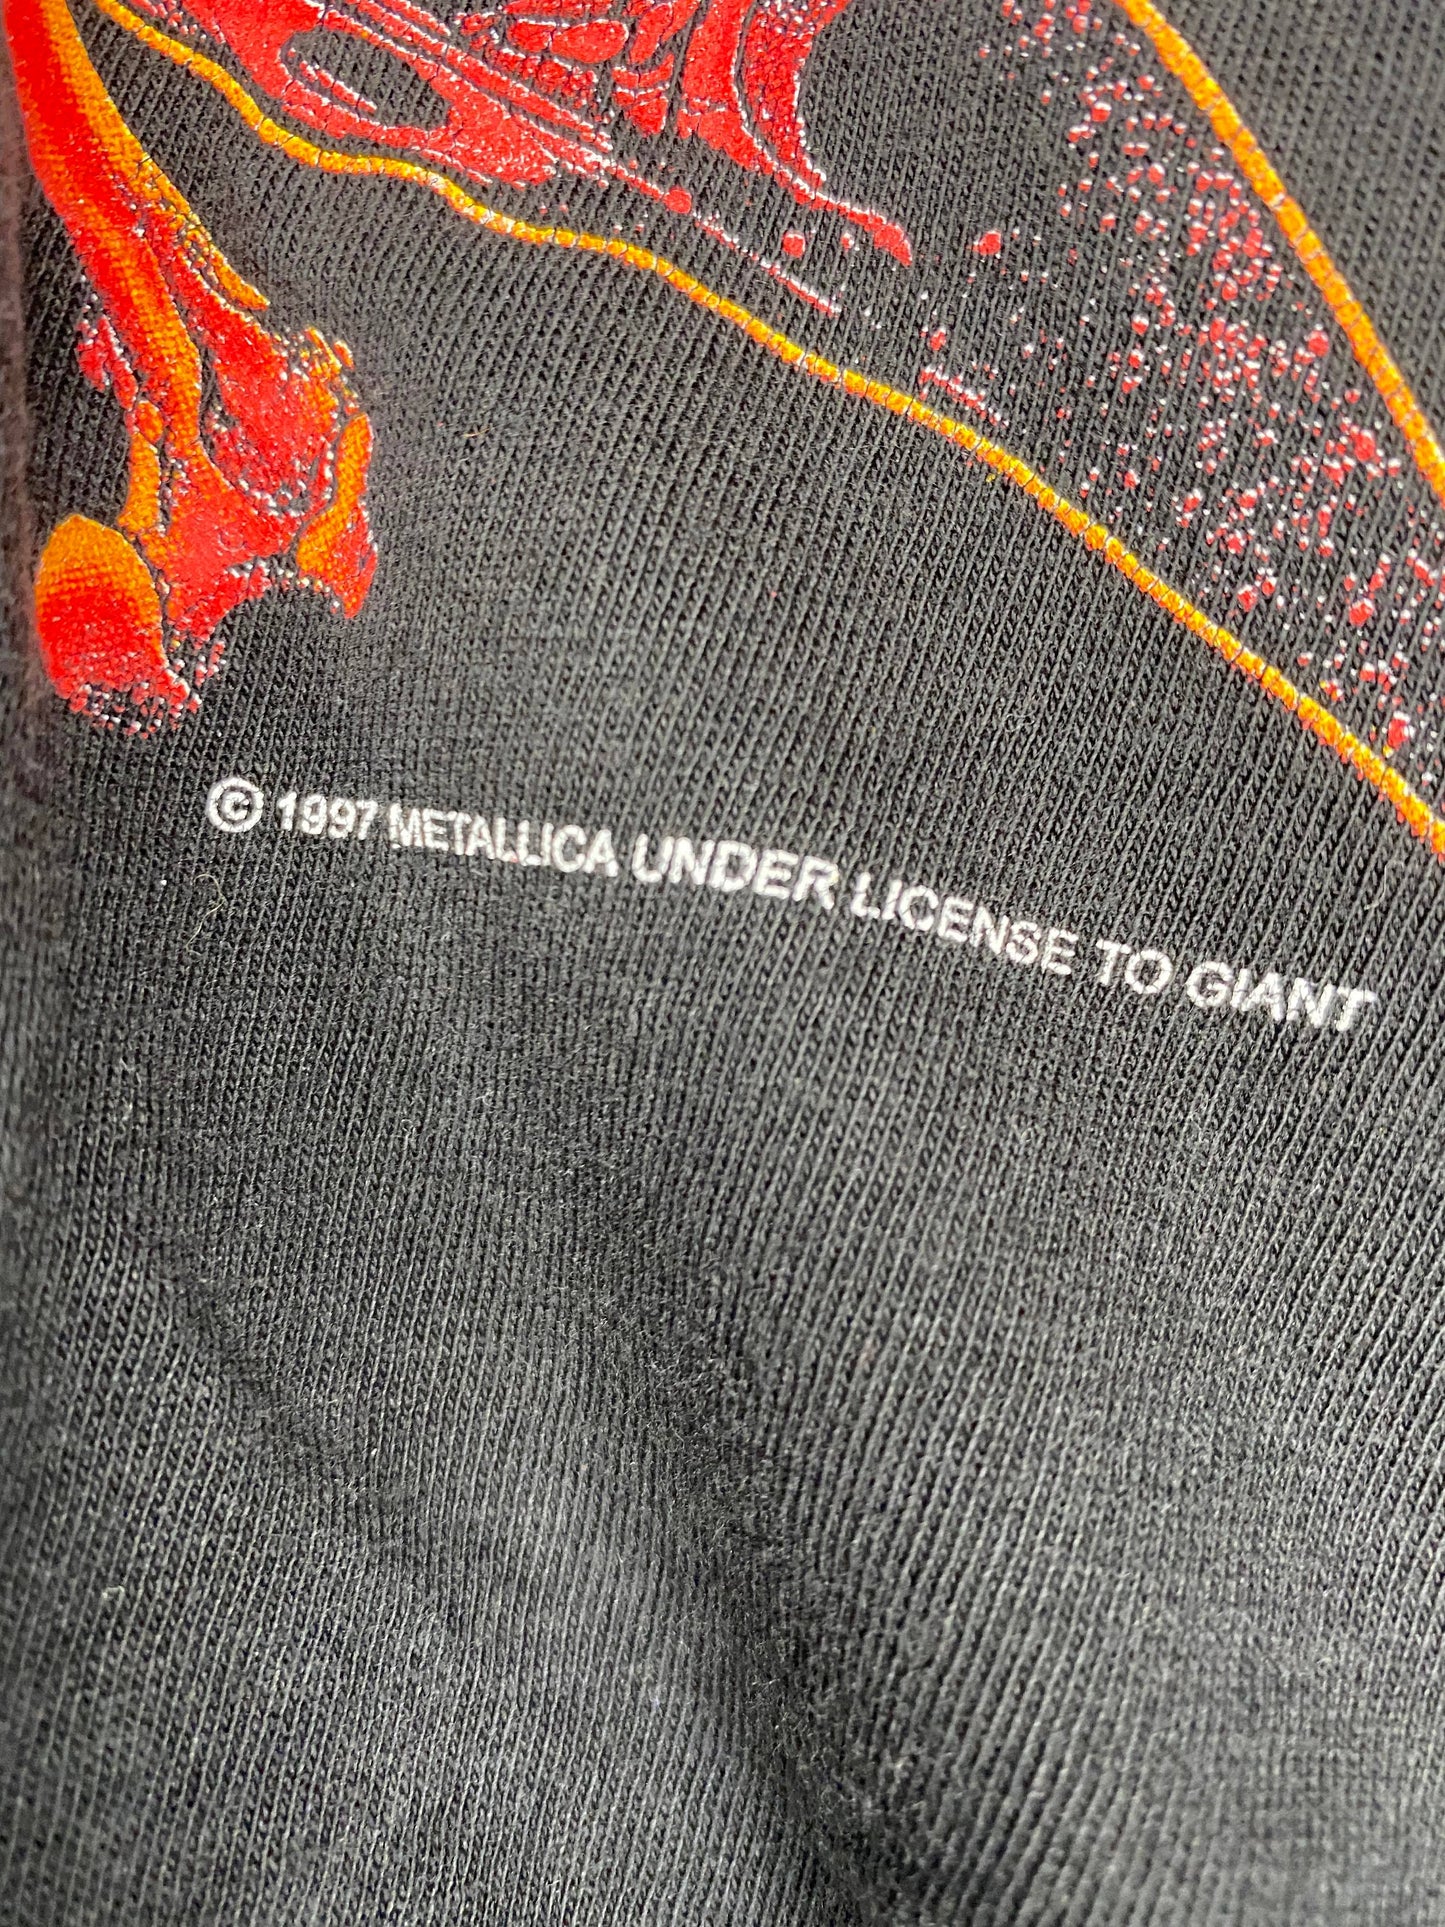 © 1997 METALLICA UNDER LICENSE TO GIANT